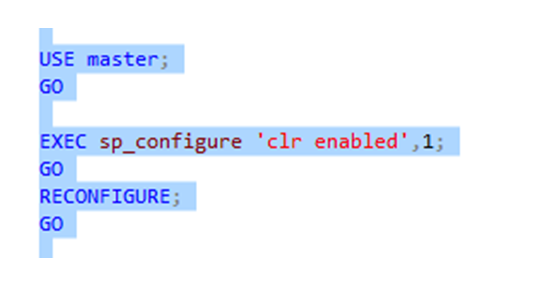 USE master;
GO
EXEC sp_configure 'clr enabled',1;
GO
RECONFIGURE;
GO